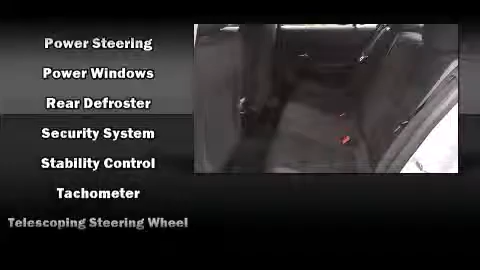 Power Steering
Power Windows
Rear Defroster
Security System
Stability Control
Tachometer
Telescoping Steering Wheel